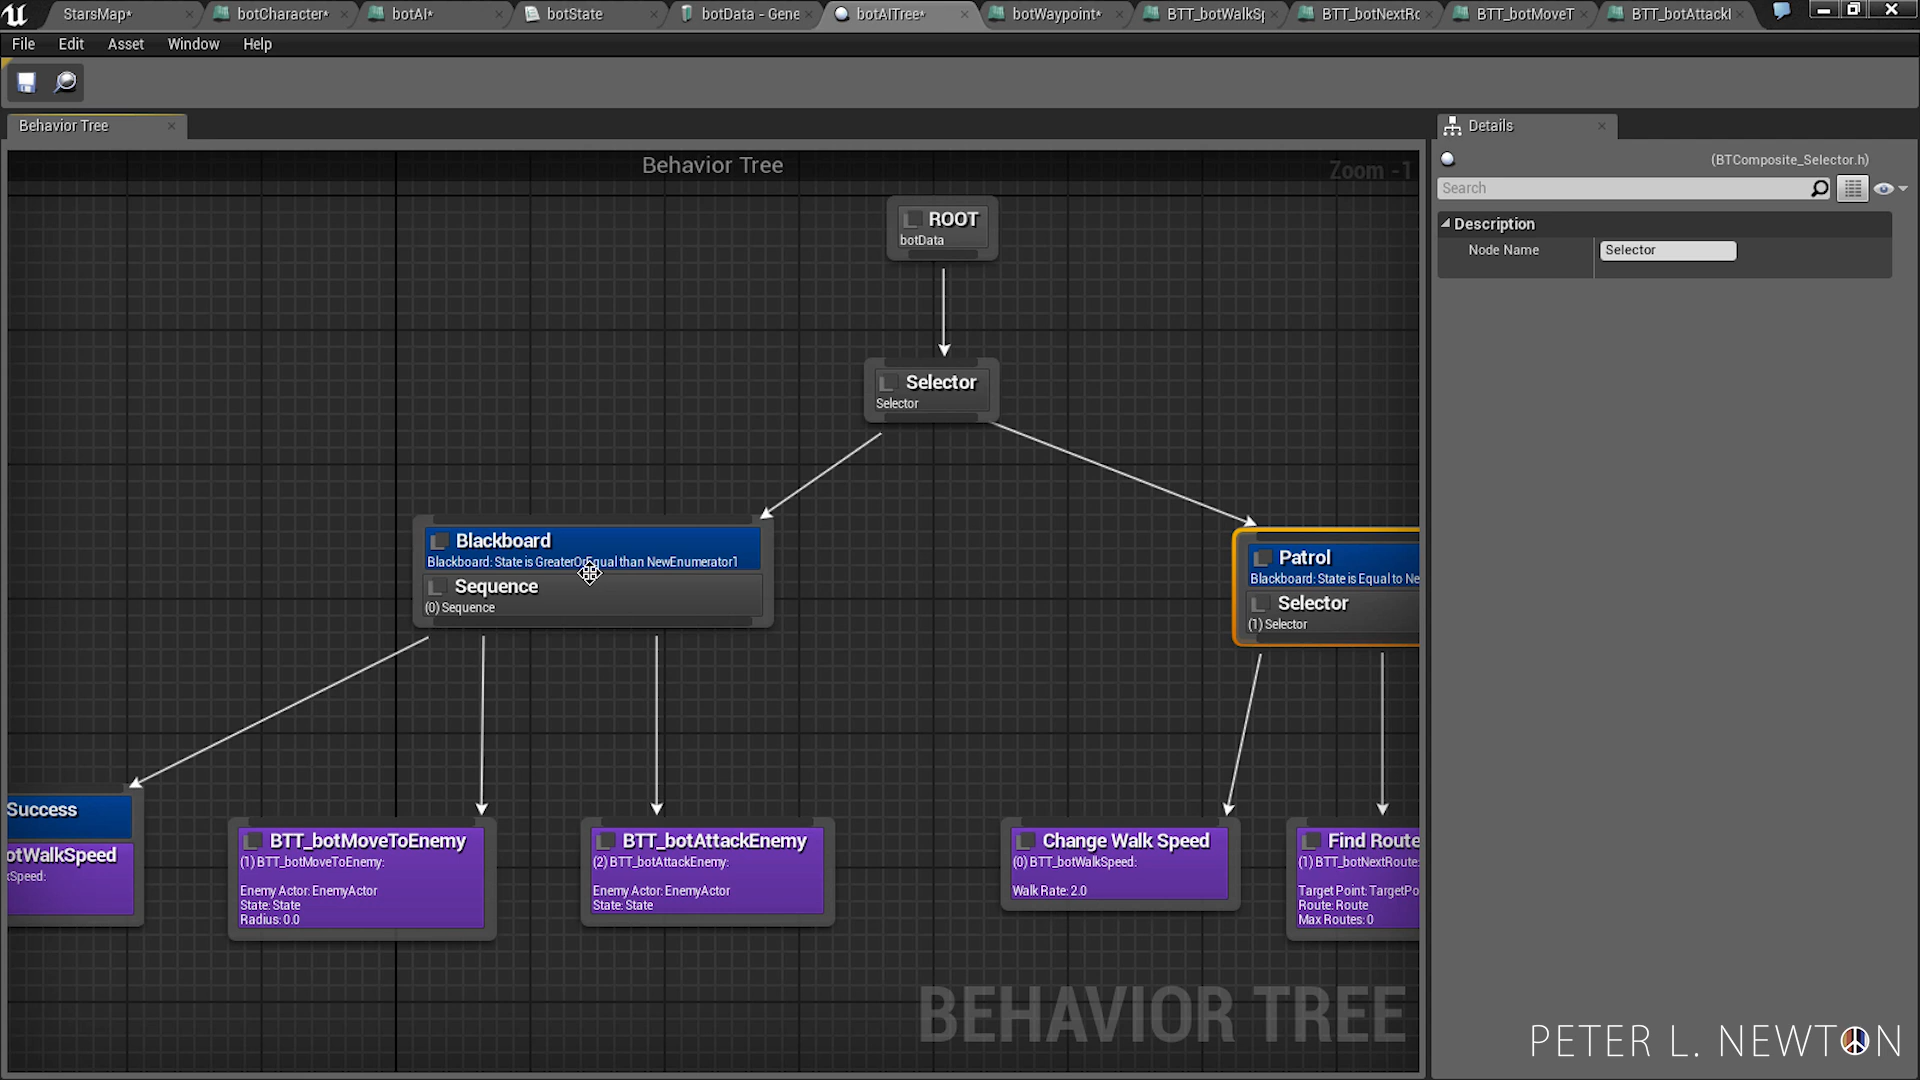 StarsMap* botCharacter* botAI* botState botData - Gene botAITree* botWaypoint* BTT_botWalkSp BTT_botNextRo BTT_botMoveT BTT_botAttackI
File Edit Asset Window Help
Behavior Tree
Details
Behavior Tree
Zoom -1
(BTComposite_Selector.h)
Search
Description
Node Name Selector
ROOT
botData
Selector
Selector
Blackboard
Blackboard: State is GreaterOrEqual than NewEnumerator1
Sequence
(0) Sequence
Patrol
Blackboard: State is Equal to Ne
Selector
(1) Selector
Success
otWalkSpeed
kSpeed:
BTT_botMoveToEnemy
(1) BTT_botMoveToEnemy:
Enemy Actor: EnemyActor
State: State
Radius: 0.0
BTT_botAttackEnemy
(2) BTT_botAttackEnemy:
Enemy Actor: EnemyActor
State: State
Change Walk Speed
(0) BTT_botWalkSpeed:
Walk Rate: 2.0
Find Route
(1) BTT_botNextRoute:
Target Point: TargetPo
Route: Route
Max Routes: 0
BEHAVIOR TREE
PETER L. NEWTON